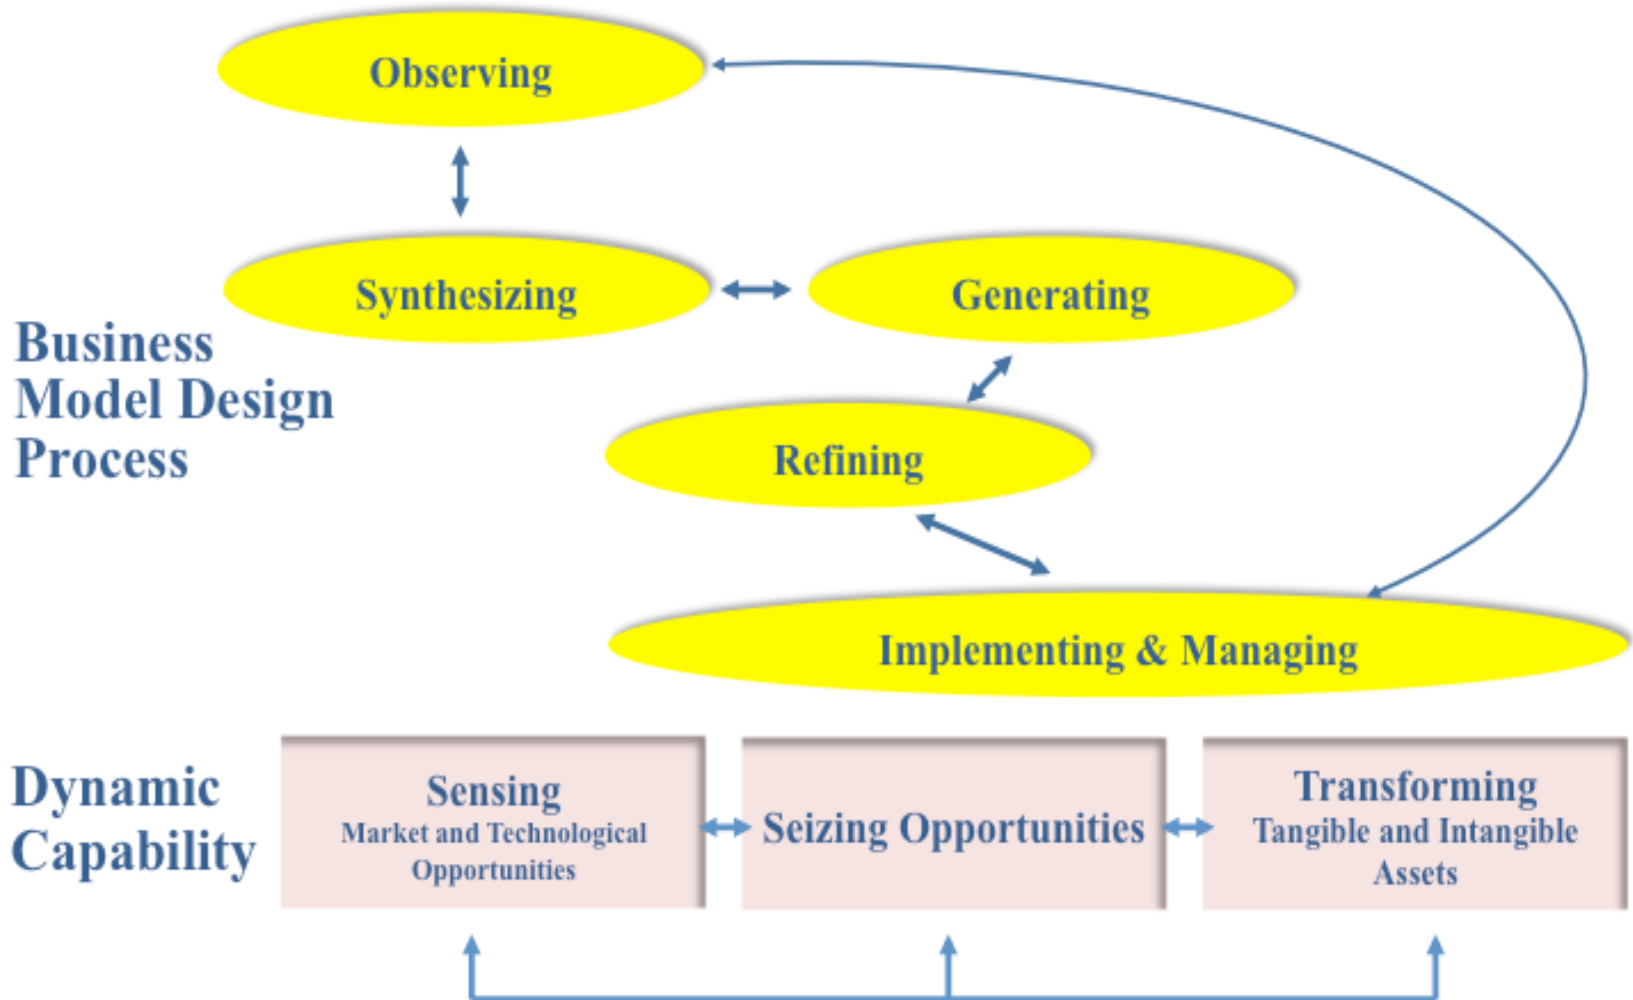 Observing
Synthesizing
Generating
Business
Model Design
Process
Refining
Implementing & Managing
Dynamic
Capability
Sensing
Market and Technological
Opportunities
Seizing Opportunities
Transforming
Tangible and Intangible
Assets